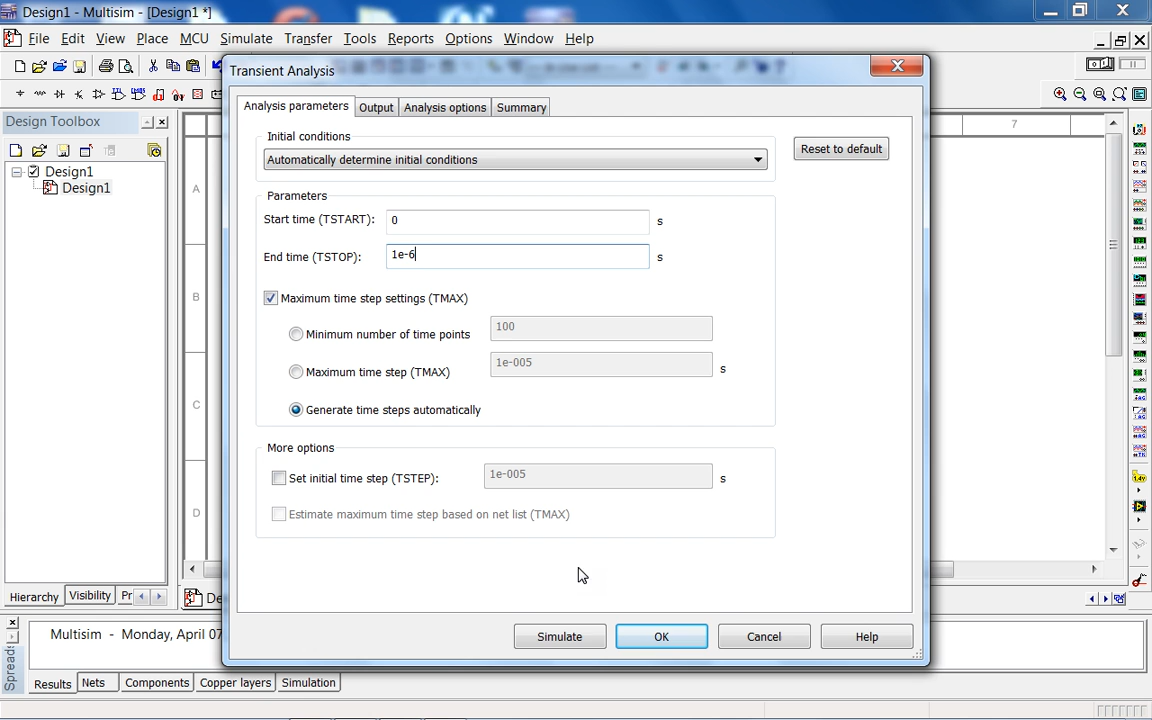 Design1 - Multisim - [Design1 *]
File Edit View Place MCU Simulate Transfer Tools Reports Options Window Help
Transient Analysis
Design Toolbox
Analysis parameters Output Analysis options Summary
7
Initial conditions
Automatically determine initial conditions
Reset to default
Design1
Design1
A
Parameters
Start time (TSTART): 0 s
End time (TSTOP): 1e-6 s
B
Maximum time step settings (TMAX)
Minimum number of time points 100
Maximum time step (TMAX) 1e-005 s
C
Generate time steps automatically
More options
Set initial time step (TSTEP): 1e-005 s
D
Estimate maximum time step based on net list (TMAX)
Hierarchy Visibility Pr De
Multisim - Monday, April 07
Simulate OK Cancel Help
Spreads
Results Nets Components Copper layers Simulation